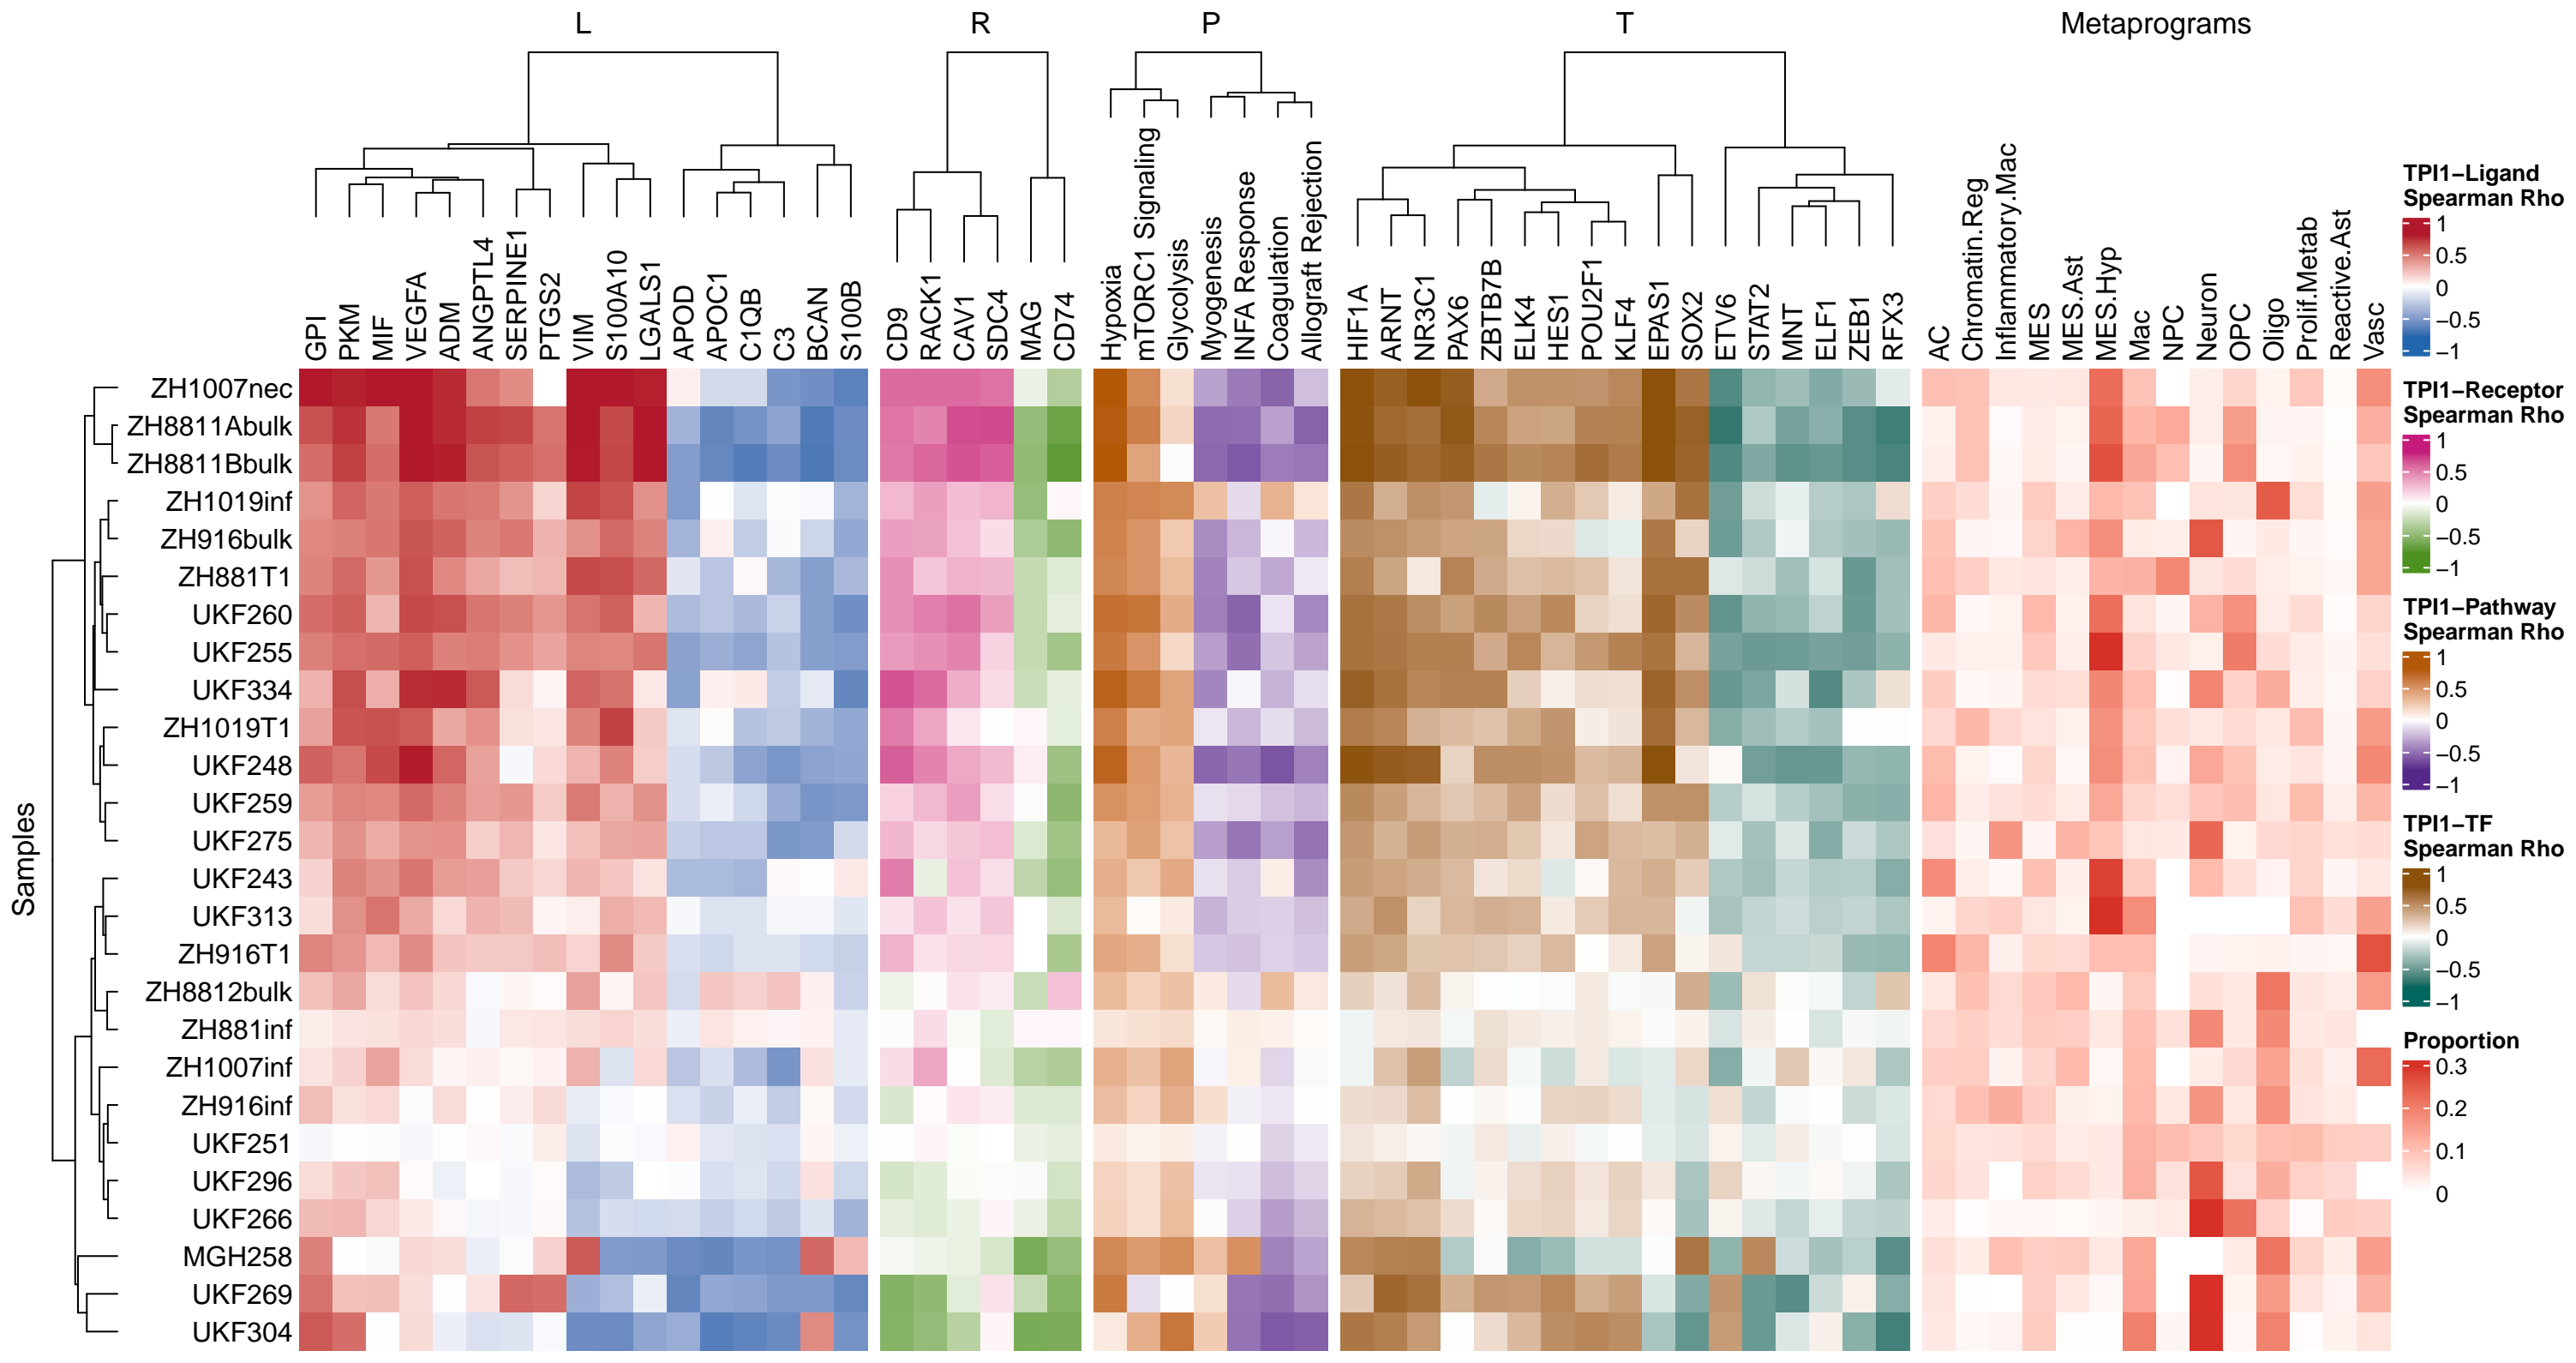 L
R
P
T
Metaprograms
GPI
PKM
MIF
VEGFA
ADM
ANGPTL4
SERPINE1
PTGS2
VIM
S100A10
LGALS1
APOD
APOC1
C1QB
C3
BCAN
S100B
CD9
RACK1
CAV1
SDC4
MAG
CD74
Hypoxia
mTORC1 Signaling
Glycolysis
Myogenesis
INFA Response
Coagulation
Allograft Rejection
HIF1A
ARNT
NR3C1
PAX6
ZBTB7B
ELK4
HES1
POU2F1
KLF4
EPAS1
SOX2
ETV6
STAT2
MNT
ELF1
ZEB1
RFX3
AC
Chromatin.Reg
Inflammatory.Mac
MES
MES.Ast
MES.Hyp
Mac
NPC
Neuron
OPC
Oligo
Prolif.Metab
Reactive.Ast
Vasc
Samples
ZH1007nec
ZH8811Abulk
ZH8811Bbulk
ZH1019inf
ZH916bulk
ZH881T1
UKF260
UKF255
UKF334
ZH1019T1
UKF248
UKF259
UKF275
UKF243
UKF313
ZH916T1
ZH8812bulk
ZH881inf
ZH1007inf
ZH916inf
UKF251
UKF296
UKF266
MGH258
UKF269
UKF304
TPI1−Ligand
Spearman Rho
1
0.5
0
−0.5
−1
TPI1−Receptor
Spearman Rho
1
0.5
0
−0.5
−1
TPI1−Pathway
Spearman Rho
1
0.5
0
−0.5
−1
TPI1−TF
Spearman Rho
1
0.5
0
−0.5
−1
Proportion
0.3
0.2
0.1
0